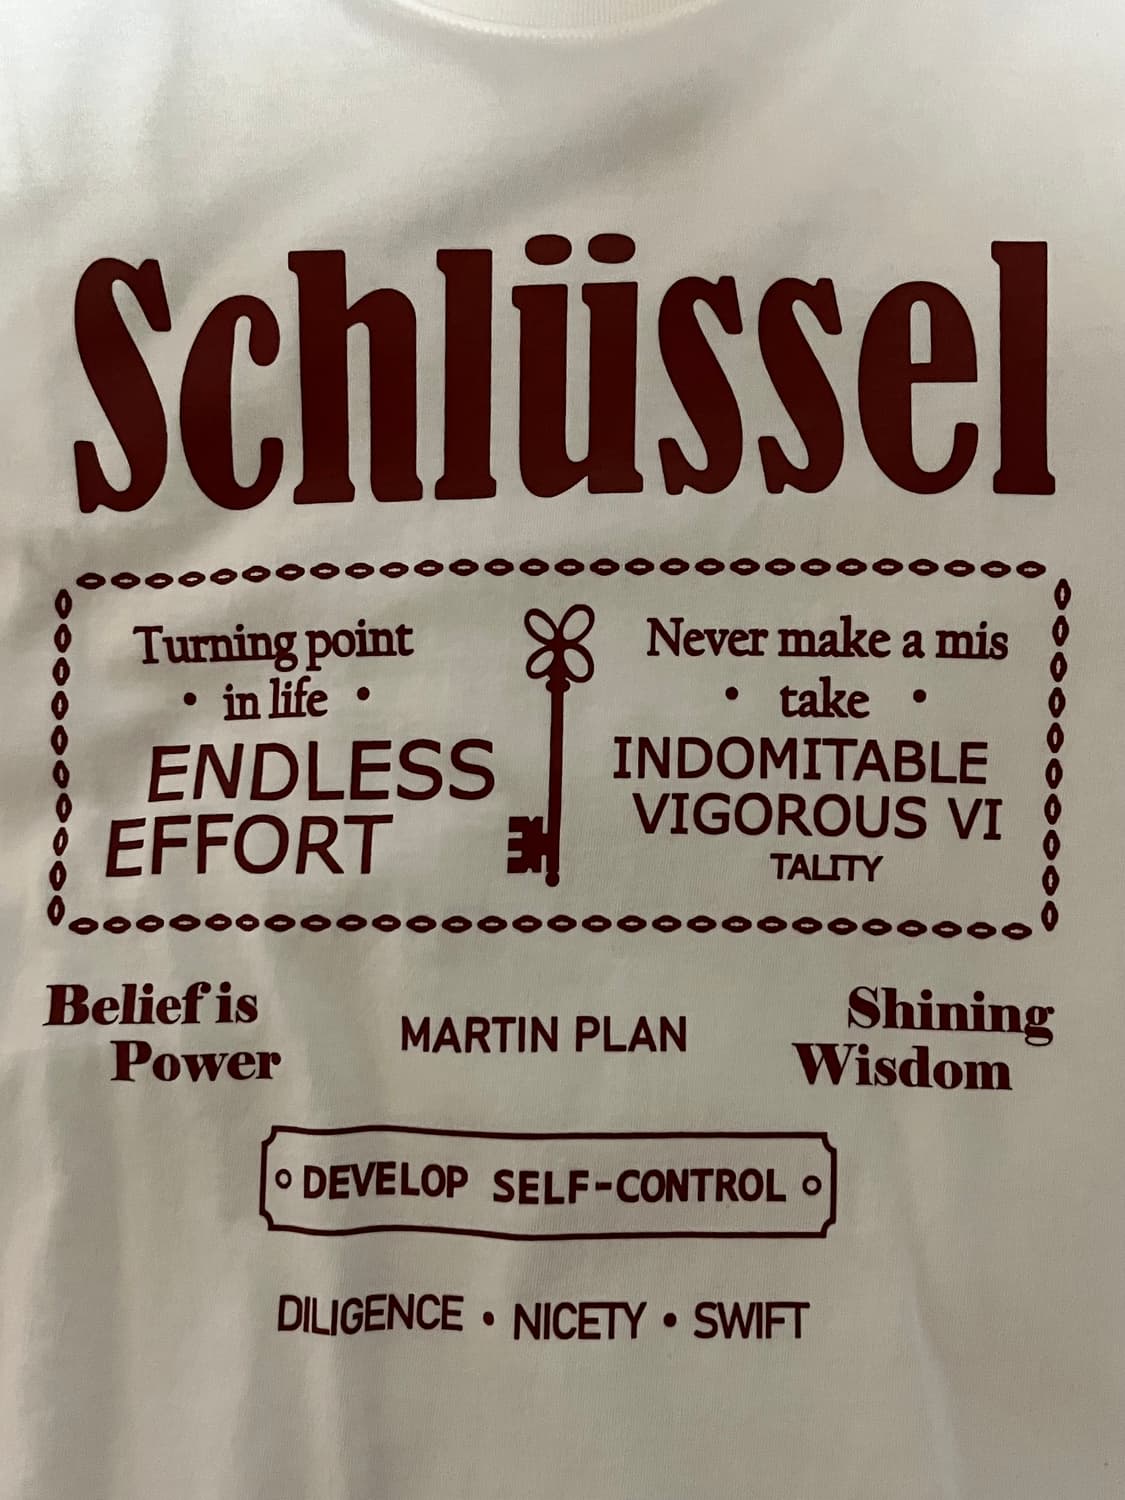 Schlüssel
Turning point
• in life •
ENDLESS
EFFORT
Never make a mis
• take •
INDOMITABLE
VIGOROUS VI
TALITY
Belief is
Power
MARTIN PLAN
Shining
Wisdom
DEVELOP SELF-CONTROL
DILIGENCE • NICETY • SWIFT